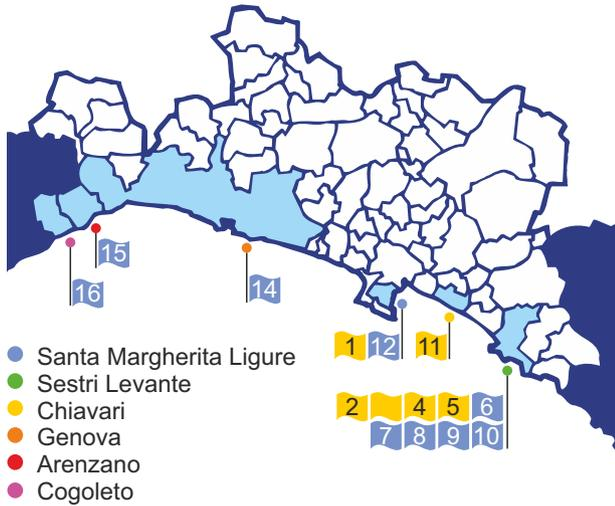 15
16
14
1 12 11
2 4 5 6
7 8 9 10
Santa Margherita Ligure
Sestri Levante
Chiavari
Genova
Arenzano
Cogoleto